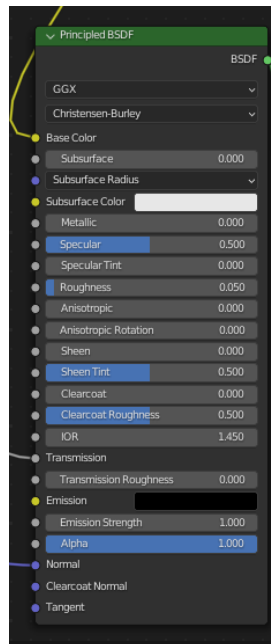 Principled BSDF
BSDF
GGX
Christensen-Burley
Base Color
Subsurface 0.000
Subsurface Radius
Subsurface Color
Metallic 0.000
Specular 0.500
Specular Tint 0.000
Roughness 0.050
Anisotropic 0.000
Anisotropic Rotation 0.000
Sheen 0.000
Sheen Tint 0.500
Clearcoat 0.000
Clearcoat Roughness 0.500
IOR 1.450
Transmission
Transmission Roughness 0.000
Emission
Emission Strength 1.000
Alpha 1.000
Normal
Clearcoat Normal
Tangent